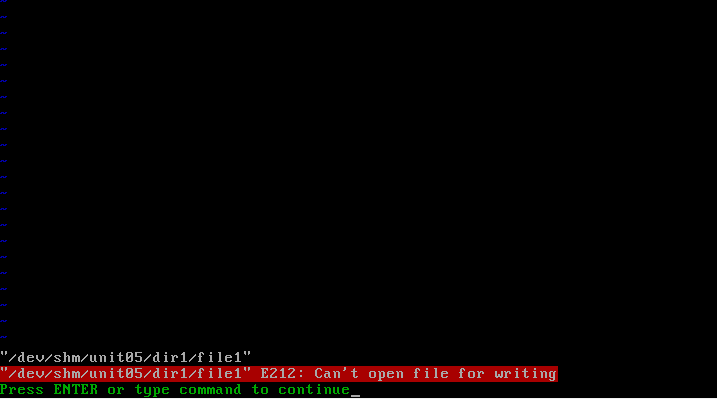 "/dev/shm/unit05/dir1/file1"
"/dev/shm/unit05/dir1/file1" E212: Can't open file for writing
Press ENTER or type command to continue_